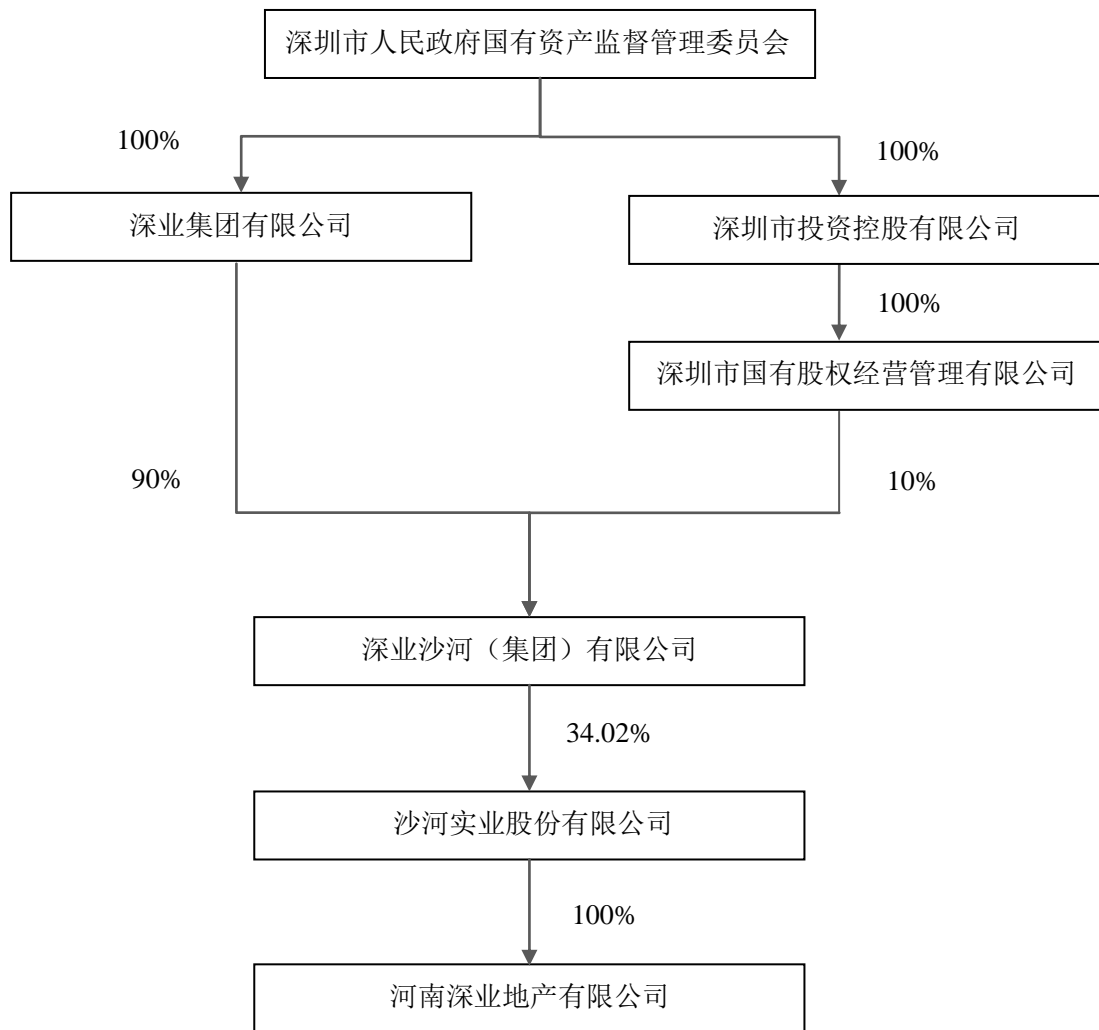 深圳市人民政府国有资产监督管理委员会
100%
100%
深业集团有限公司
深圳市投资控股有限公司
100%
深圳市国有股权经营管理有限公司
90%
10%
深业沙河（集团）有限公司
34.02%
沙河实业股份有限公司
100%
河南深业地产有限公司